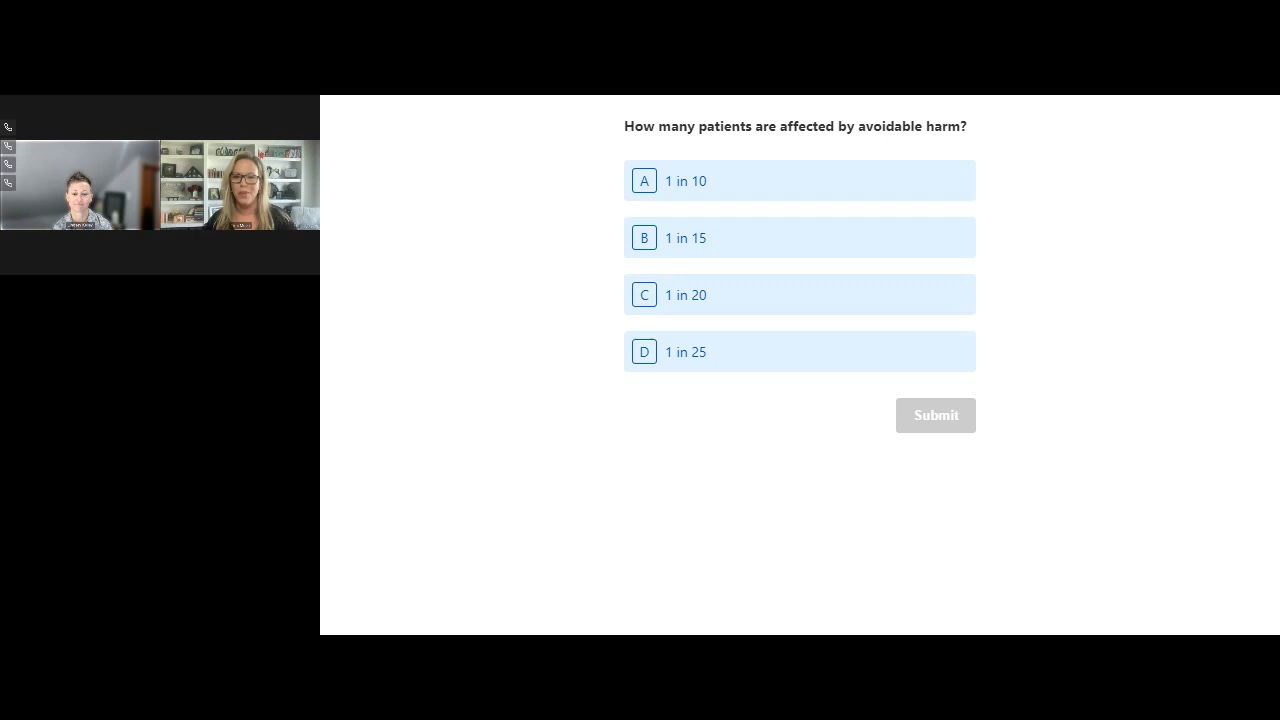 How many patients are affected by avoidable harm?
A 1 in 10
B 1 in 15
C 1 in 20
D 1 in 25
Submit